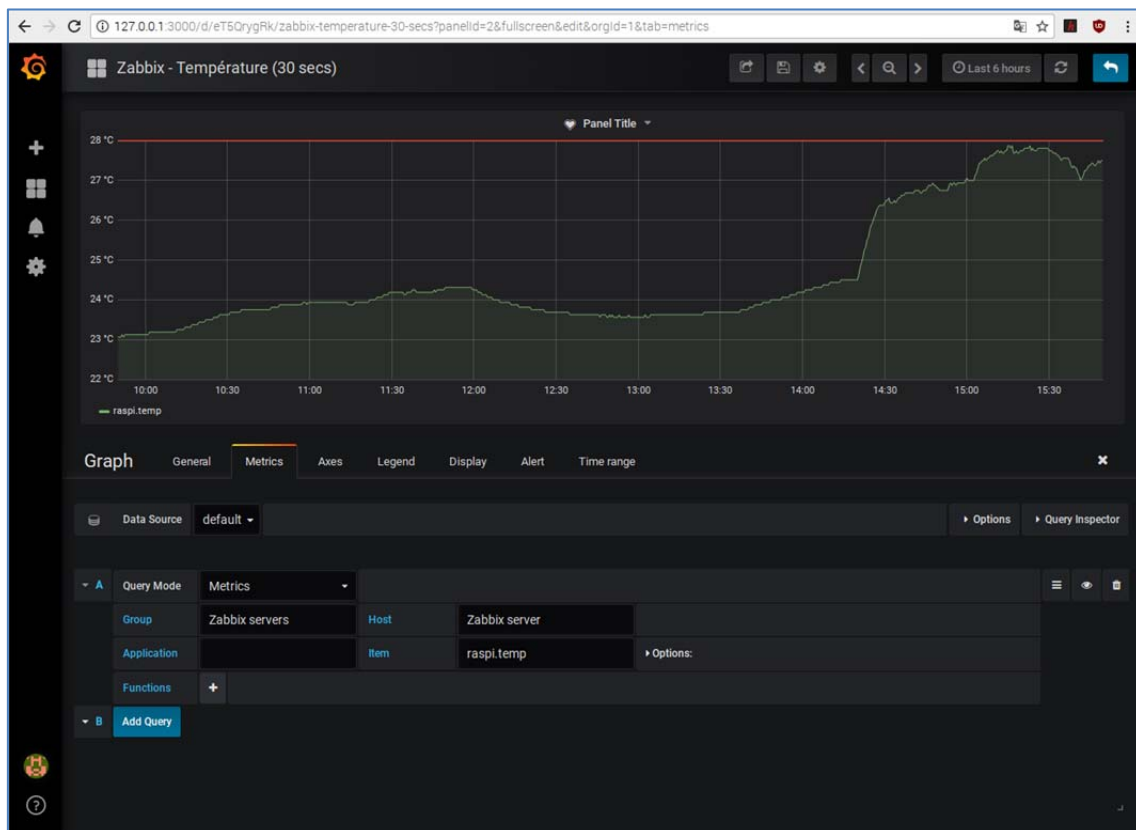 127.0.0.1:3000/d/eT5QrygRk/zabbix-temperature-30-secs?panelId=2&fullscreen&edit&orgId=1&tab=metrics
Zabbix - Température (30 secs)
Last 6 hours
Panel Title
28 °C
27 °C
26 °C
25 °C
24 °C
23 °C
22 °C
10:00 10:30 11:00 11:30 12:00 12:30 13:00 13:30 14:00 14:30 15:00 15:30
raspi.temp
Graph General Metrics Axes Legend Display Alert Time range
Data Source default Options Query Inspector
A Query Mode Metrics
Group Zabbix servers Host Zabbix server
Application Item raspi.temp Options:
Functions +
B Add Query